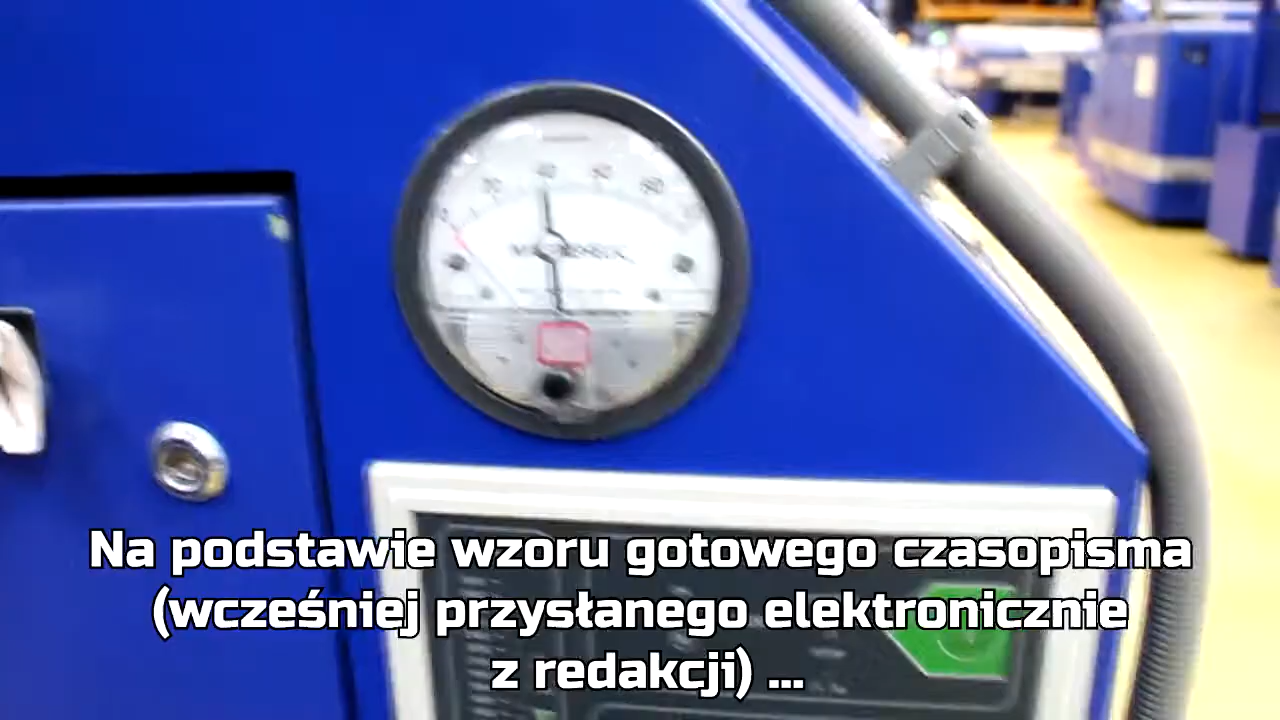 Na podstawie wzoru gotowego czasopisma
(wcześniej przysłanego elektronicznie
z redakcji) ...